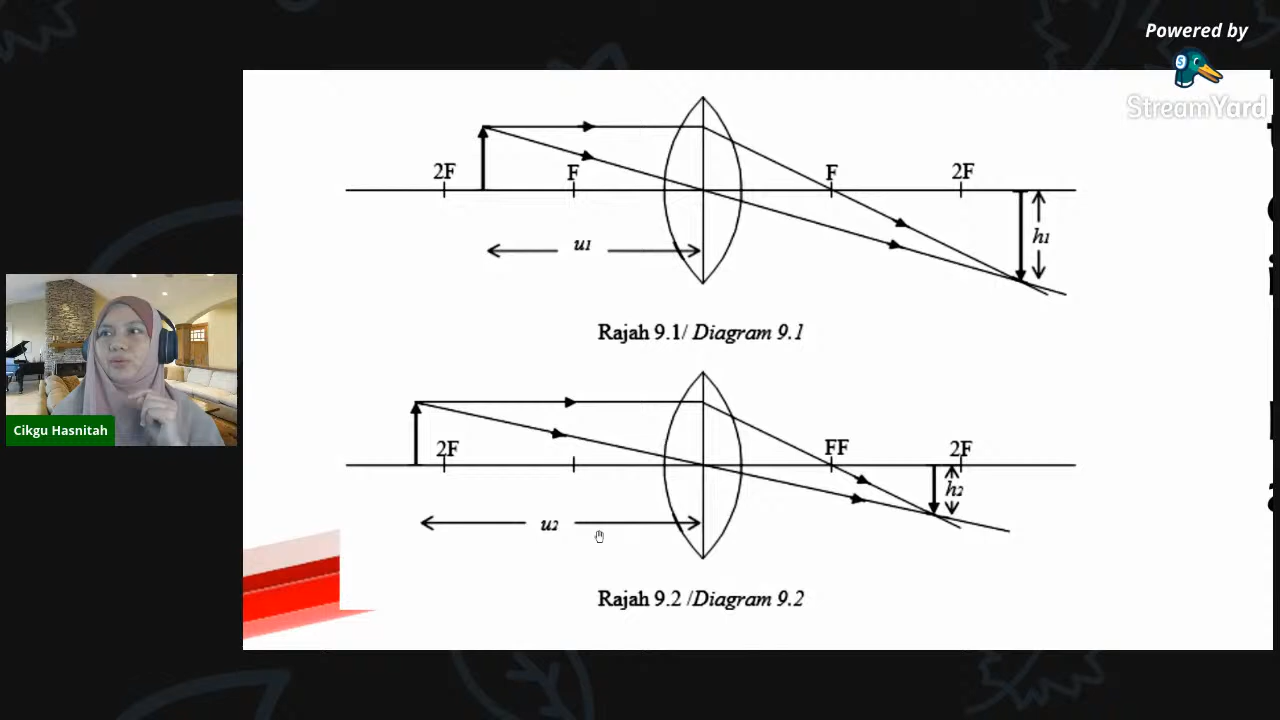 Powered by
StreamYard
2F F F 2F
u1
h1
Rajah 9.1/ Diagram 9.1
2F FF 2F
h2
u2
Rajah 9.2 /Diagram 9.2
Cikgu Hasnitah